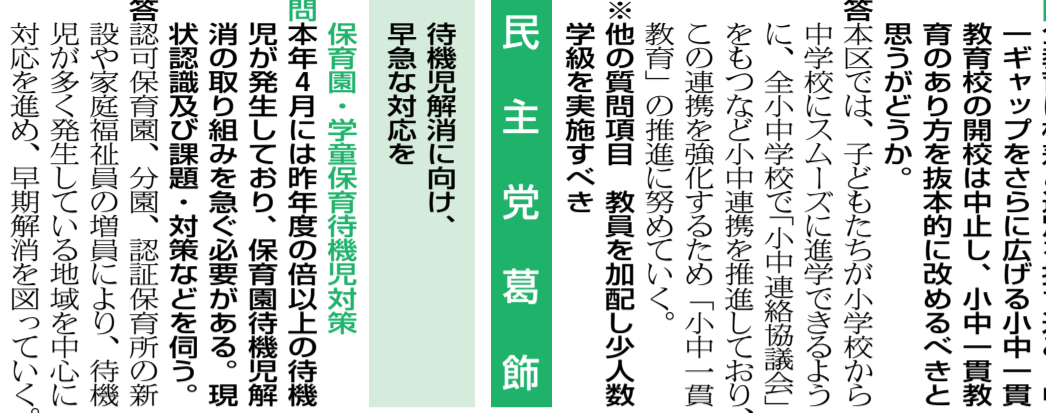 一ギャップをさらに広げる小中一貫
教育校の開校は中止し、小中一貫教
育のあり方を抜本的に改めるべきと
思うがどうか。
答 本区では、子どもたちが小学校から
中学校にスムーズに進学できるよう
に、全小中学校で「小中連絡協議会」
をもつなど小中連携を推進しており、
この連携を強化するため「小中一貫
教育」の推進に努めていく。
※他の質問項目　教員を加配し少人数
学級を実施すべき
民主党葛飾
待機児解消に向け、
早急な対応を
保育園・学童保育待機児対策
問 本年4月には昨年度の倍以上の待機
児が発生しており、保育園待機児解
消の取り組みを急ぐ必要がある。現
状認識及び課題・対策などを伺う。
答 認可保育園、分園、認証保育所の新
設や家庭福祉員の増員により、待機
児が多く発生している地域を中心に
対応を進め、早期解消を図っていく。